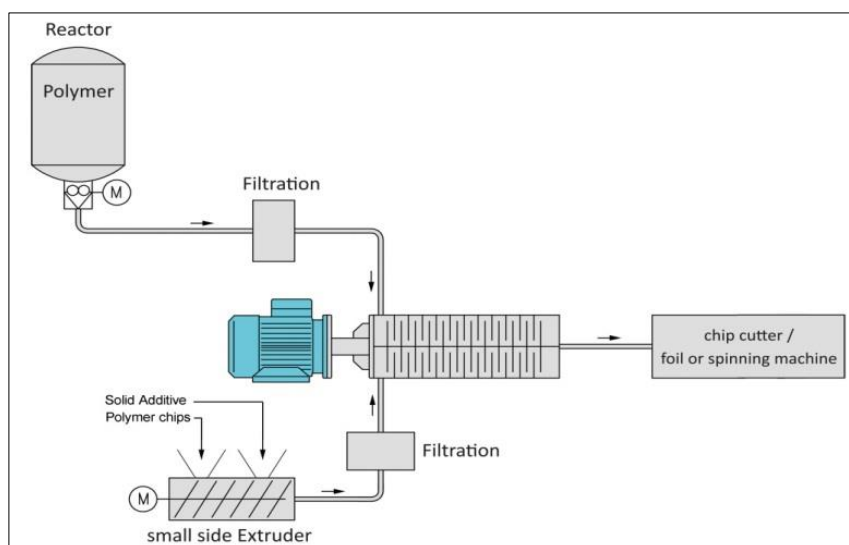 Reactor
Polymer
M
Filtration
chip cutter /
foil or spinning machine
Solid Additive
Polymer chips
Filtration
M
small side Extruder